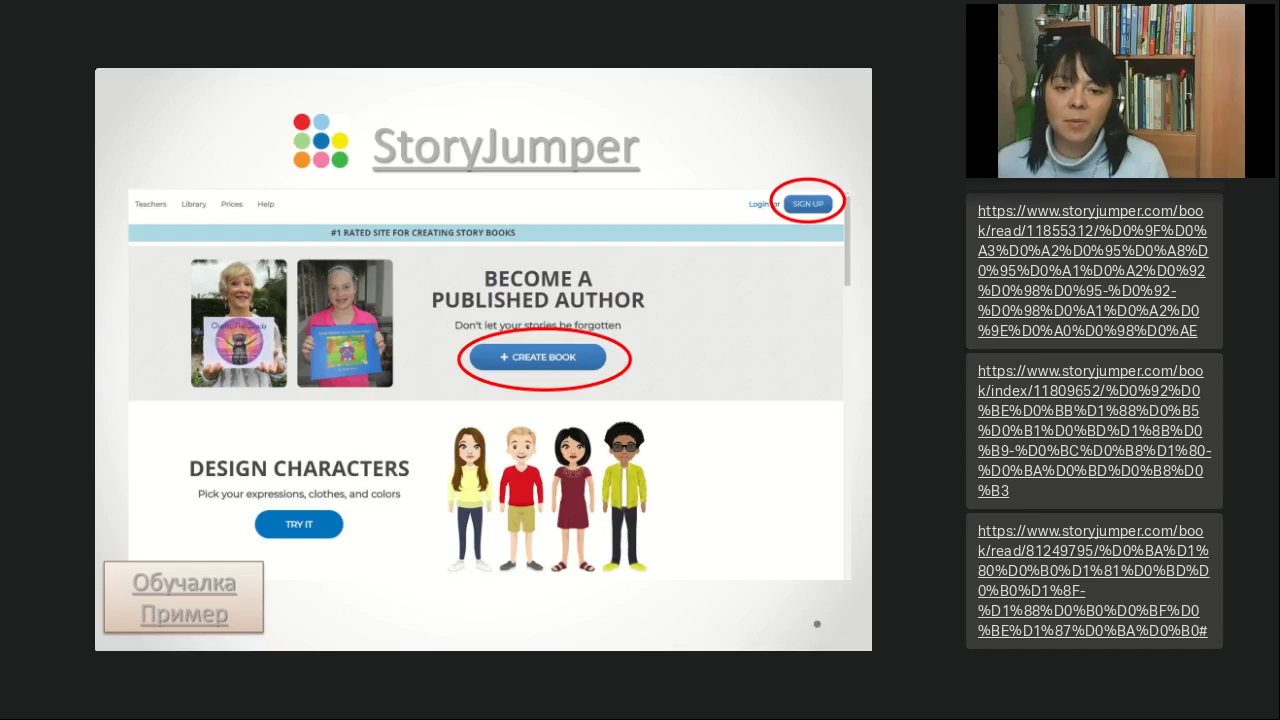 StoryJumper
Teachers Library Prices Help
Login or SIGN UP
#1 RATED SITE FOR CREATING STORY BOOKS
BECOME A
PUBLISHED AUTHOR
Don't let your stories be forgotten
+ CREATE BOOK
DESIGN CHARACTERS
Pick your expressions, clothes, and colors
TRY IT
Обучалка
Пример
https://www.storyjumper.com/boo
k/read/11855312/%D0%9F%D0%
A3%D0%A2%D0%95%D0%A8%D
0%95%D0%A1%D0%A2%D0%92
%D0%98%D0%95-%D0%92-
%D0%98%D0%A1%D0%A2%D0
%9E%D0%A0%D0%98%D0%AE
https://www.storyjumper.com/boo
k/index/11809652/%D0%92%D0
%BE%D0%BB%D1%88%D0%B5
%D0%B1%D0%BD%D1%8B%D0
%B9-%D0%BC%D0%B8%D1%80-
%D0%BA%D0%BD%D0%B8%D0
%B3
https://www.storyjumper.com/boo
k/read/81249795/%D0%BA%D1%
80%D0%B0%D1%81%D0%BD%D
0%B0%D1%8F-
%D1%88%D0%B0%D0%BF%D0
%BE%D1%87%D0%BA%D0%B0#